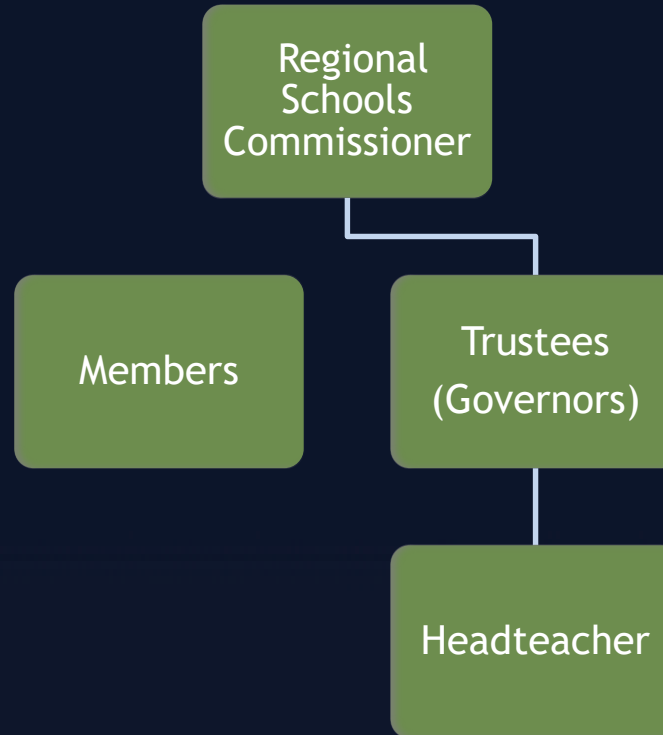 Regional
Schools
Commissioner
Members
Trustees
(Governors)
Headteacher